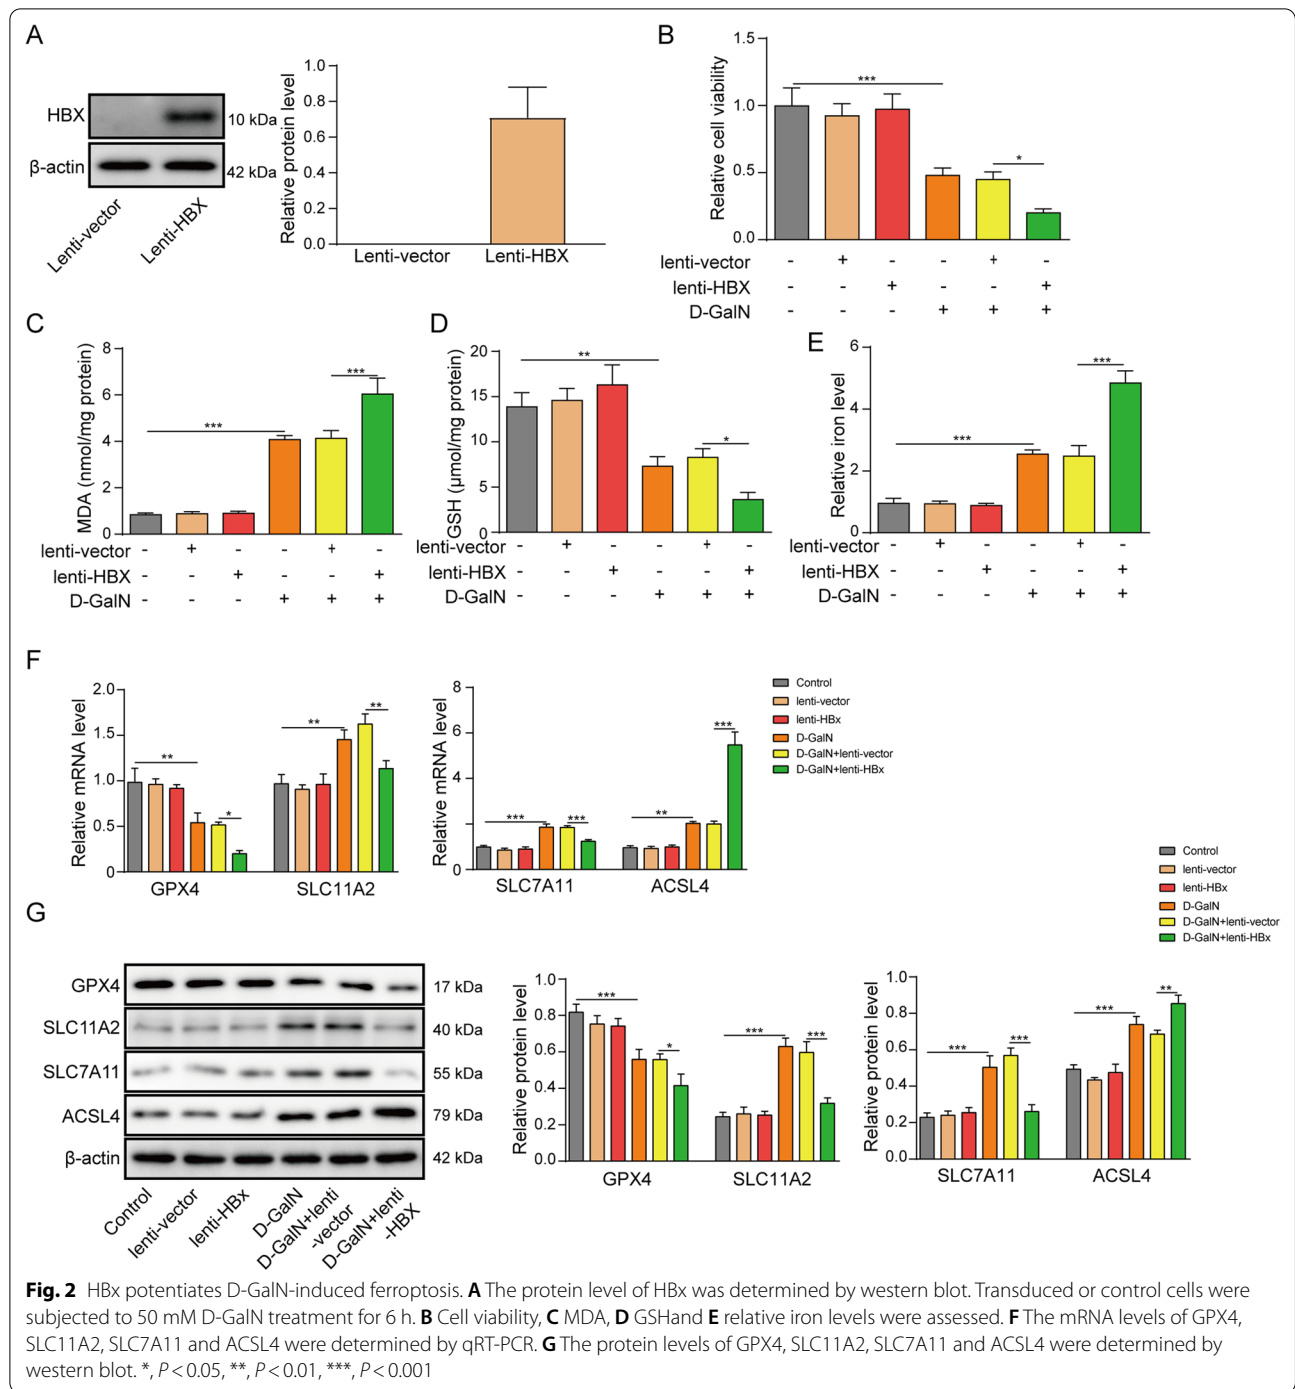 A
HBX
10 kDa
β-actin
42 kDa
Lenti-vector
Lenti-HBX
Relative protein level
1.0
0.8
0.6
0.4
0.2
0.0
Lenti-vector
Lenti-HBX
B
Relative cell viability
1.5
1.0
0.5
0.0
***
*
lenti-vector - + - - + -
lenti-HBX - - + - - +
D-GalN - - - + + +
C
MDA (nmol/mg protein)
8
6
4
2
0
***
***
lenti-vector - + - - + -
lenti-HBX - - + - - +
D-GalN - - - + + +
D
GSH (μmol/mg protein)
20
15
10
5
0
**
*
lenti-vector - + - - + -
lenti-HBX - - + - - +
D-GalN - - - + + +
E
Relative iron level
6
4
2
0
***
***
lenti-vector - + - - + -
lenti-HBX - - + - - +
D-GalN - - - + + +
F
Relative mRNA level
2.0
1.5
1.0
0.5
0
**
*
**
**
GPX4
SLC11A2
Relative mRNA level
8
6
4
2
0
***
***
**
***
SLC7A11
ACSL4
Control
lenti-vector
lenti-HBx
D-GalN
D-GalN+lenti-vector
D-GalN+lenti-HBx
Control
lenti-vector
lenti-HBx
D-GalN
D-GalN+lenti-vector
D-GalN+lenti-HBx
G
GPX4
17 kDa
SLC11A2
40 kDa
SLC7A11
55 kDa
ACSL4
79 kDa
β-actin
42 kDa
Control
lenti-vector
lenti-HBx
D-GalN
D-GalN+lenti
-vector
D-GalN+lenti
-HBX
Relative protein level
1.0
0.8
0.6
0.4
0.2
0.0
***
*
***
***
GPX4
SLC11A2
Relative protein level
1.0
0.8
0.6
0.4
0.2
0.0
***
***
***
**
SLC7A11
ACSL4
Fig. 2 HBx potentiates D-GalN-induced ferroptosis. A The protein level of HBx was determined by western blot. Transduced or control cells were
subjected to 50 mM D-GalN treatment for 6 h. B Cell viability, C MDA, D GSHand E relative iron levels were assessed. F The mRNA levels of GPX4,
SLC11A2, SLC7A11 and ACSL4 were determined by qRT-PCR. G The protein levels of GPX4, SLC11A2, SLC7A11 and ACSL4 were determined by
western blot. *, P < 0.05, **, P < 0.01, ***, P < 0.001